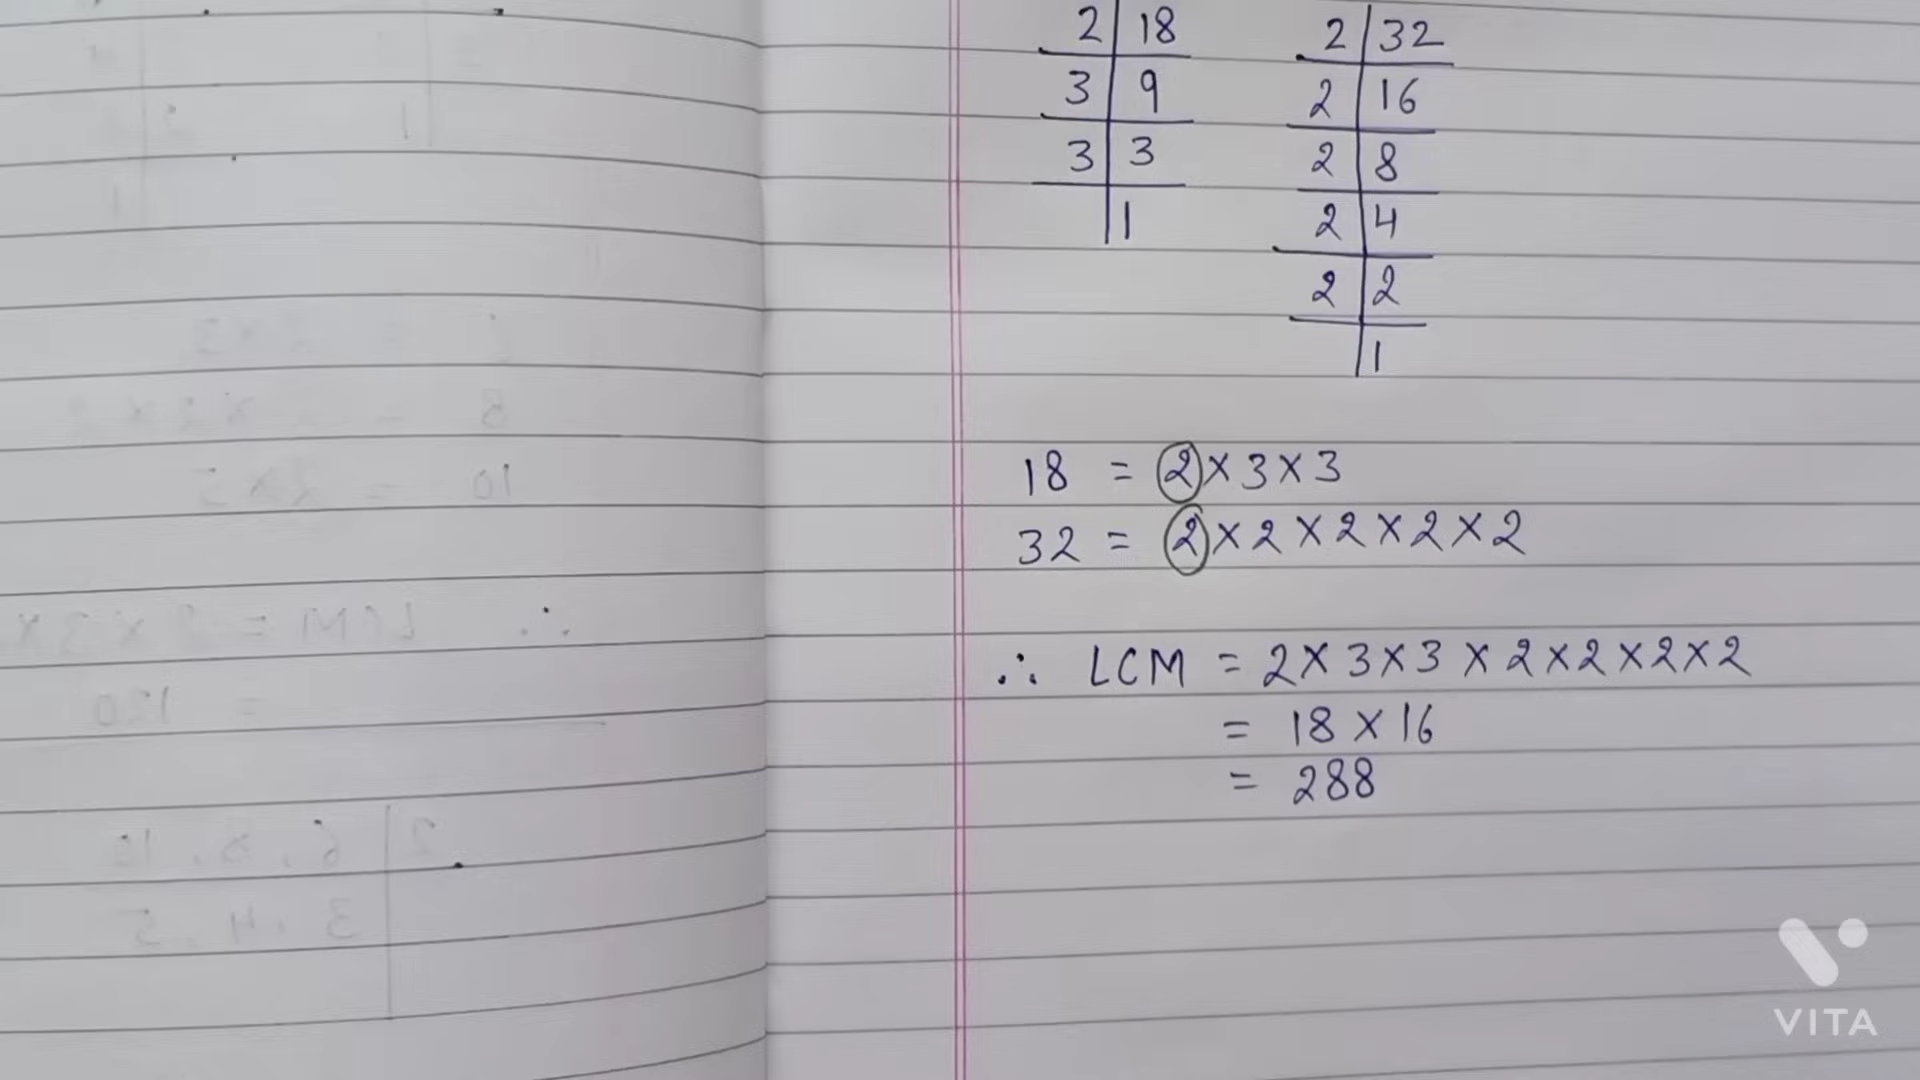 2 | 18
3 | 9
3 | 3
1
2 | 32
2 | 16
2 | 8
2 | 4
2 | 2
1
18 = 2 × 3 × 3
32 = 2 × 2 × 2 × 2 × 2
∴ LCM = 2 × 3 × 3 × 2 × 2 × 2 × 2
= 18 × 16
= 288
VITA